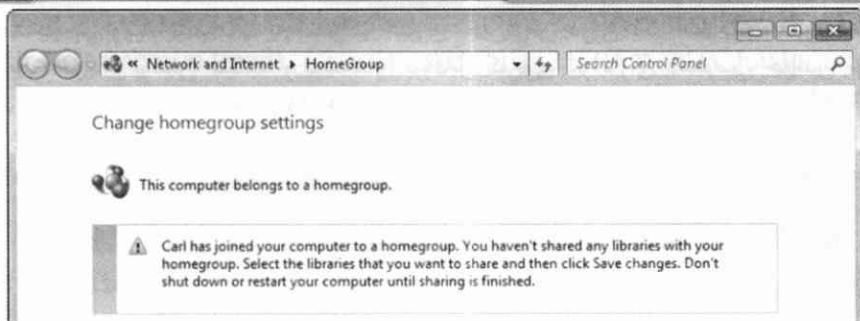 « Network and Internet ▸ HomeGroup Search Control Panel
Change homegroup settings
This computer belongs to a homegroup.
Carl has joined your computer to a homegroup. You haven't shared any libraries with your
homegroup. Select the libraries that you want to share and then click Save changes. Don't
shut down or restart your computer until sharing is finished.